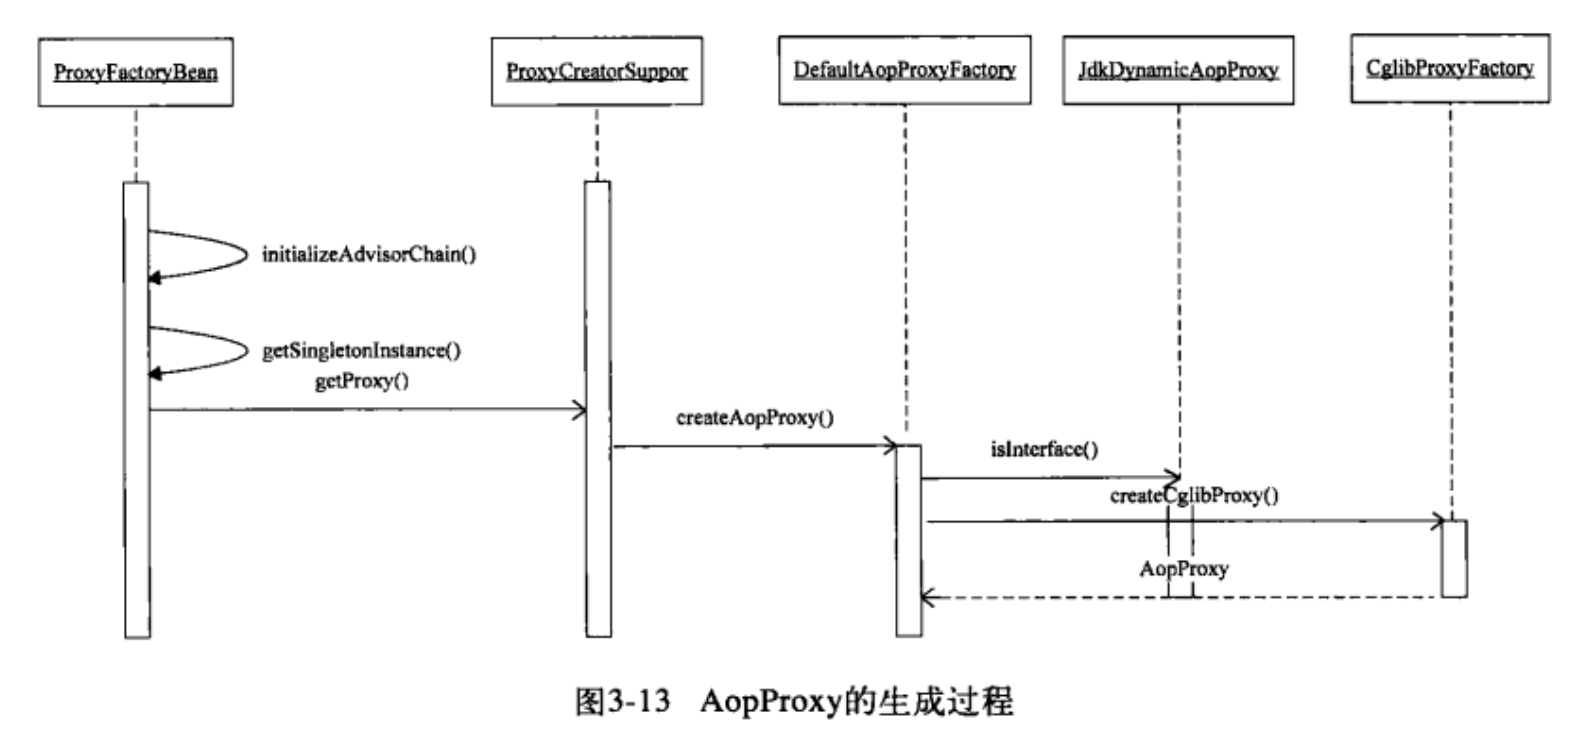 ProxyFactoryBean
ProxyCreatorSuppor
DefaultAopProxyFactory
JdkDynamicAopProxy
CglibProxyFactory
initializeAdvisorChain()
getSingletonInstance()
getProxy()
createAopProxy()
isInterface()
createCglibProxy()
AopProxy
图3-13 AopProxy的生成过程